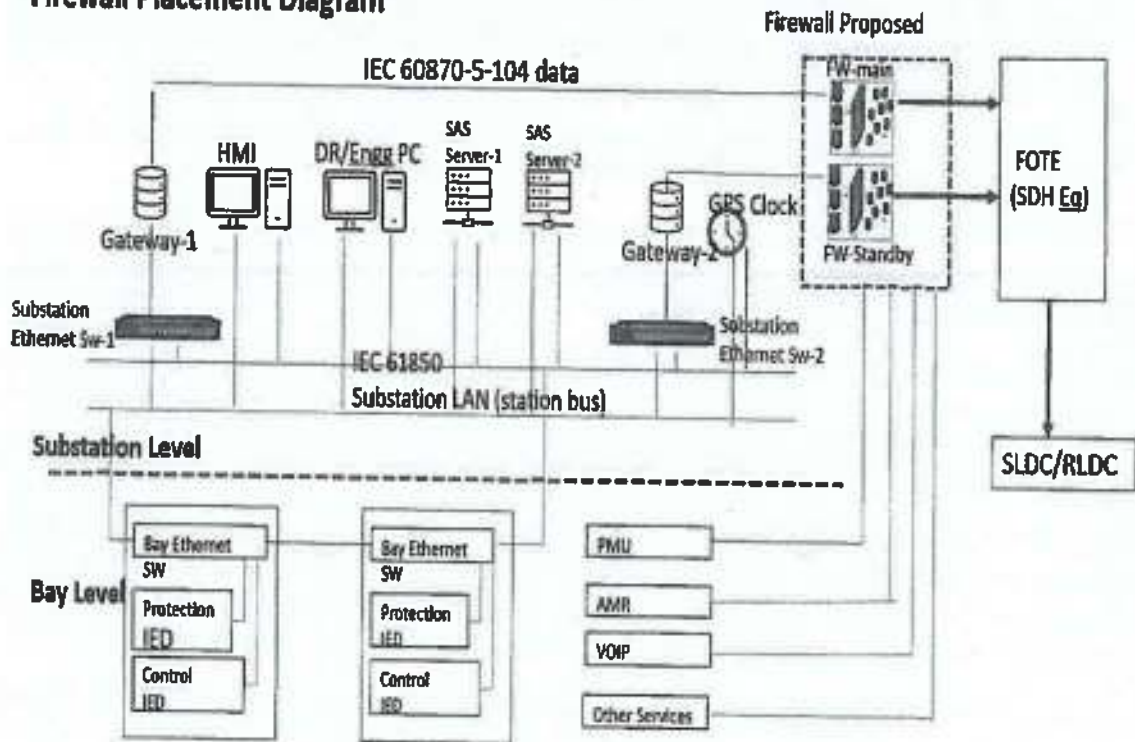 Firewall Placement Diagram
Firewall Proposed
IEC 60870-5-104 data
FW-main
FOTE
(SDH Eq)
HMI
DR/Engg PC
SAS
Server-1
SAS
Server-2
GPS Clock
Gateway-1
Gateway-2
FW-Standby
Substation
Ethernet Sw-1
Substation
Ethernet Sw-2
IEC 61850
Substation LAN (station bus)
Substation Level
SLDC/RLDC
Bay Level
Bay Ethernet
SW
Protection
IED
Control
IED
Bay Ethernet
SW
Protection
IED
Control
IED
PMU
AMR
VOIP
Other Services